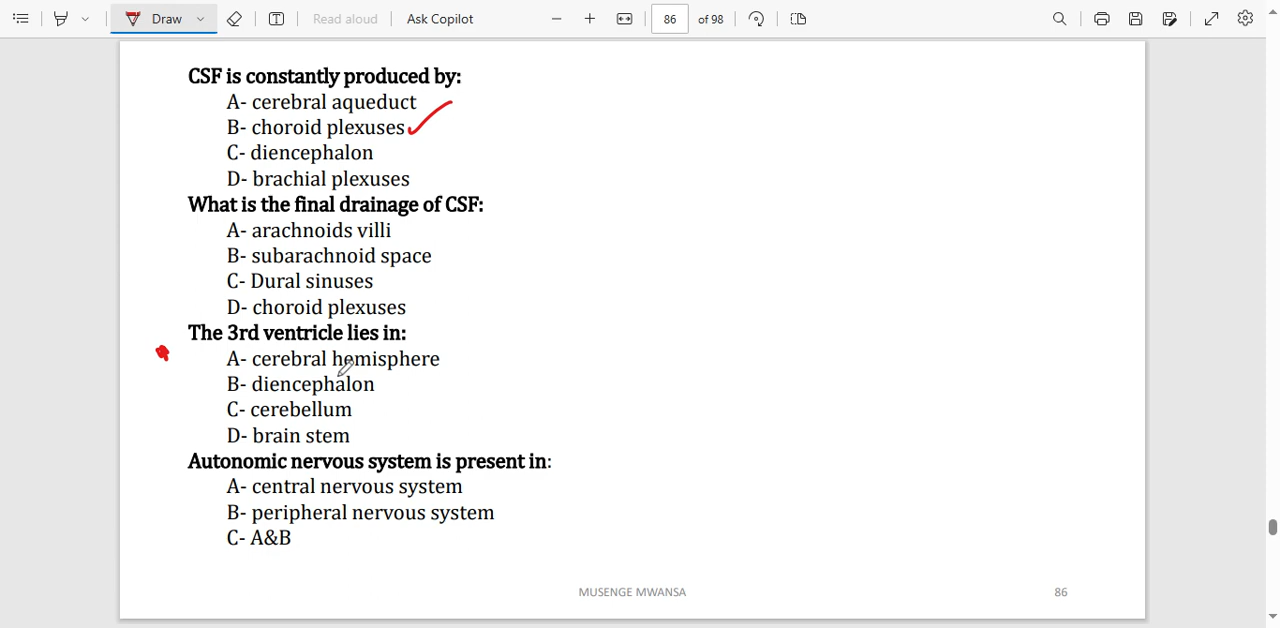 Draw
Read aloud
Ask Copilot
86
of 98
CSF is constantly produced by:
A- cerebral aqueduct
B- choroid plexuses
C- diencephalon
D- brachial plexuses
What is the final drainage of CSF:
A- arachnoids villi
B- subarachnoid space
C- Dural sinuses
D- choroid plexuses
The 3rd ventricle lies in:
A- cerebral hemisphere
B- diencephalon
C- cerebellum
D- brain stem
Autonomic nervous system is present in:
A- central nervous system
B- peripheral nervous system
C- A&B
MUSENGE MWANSA
86